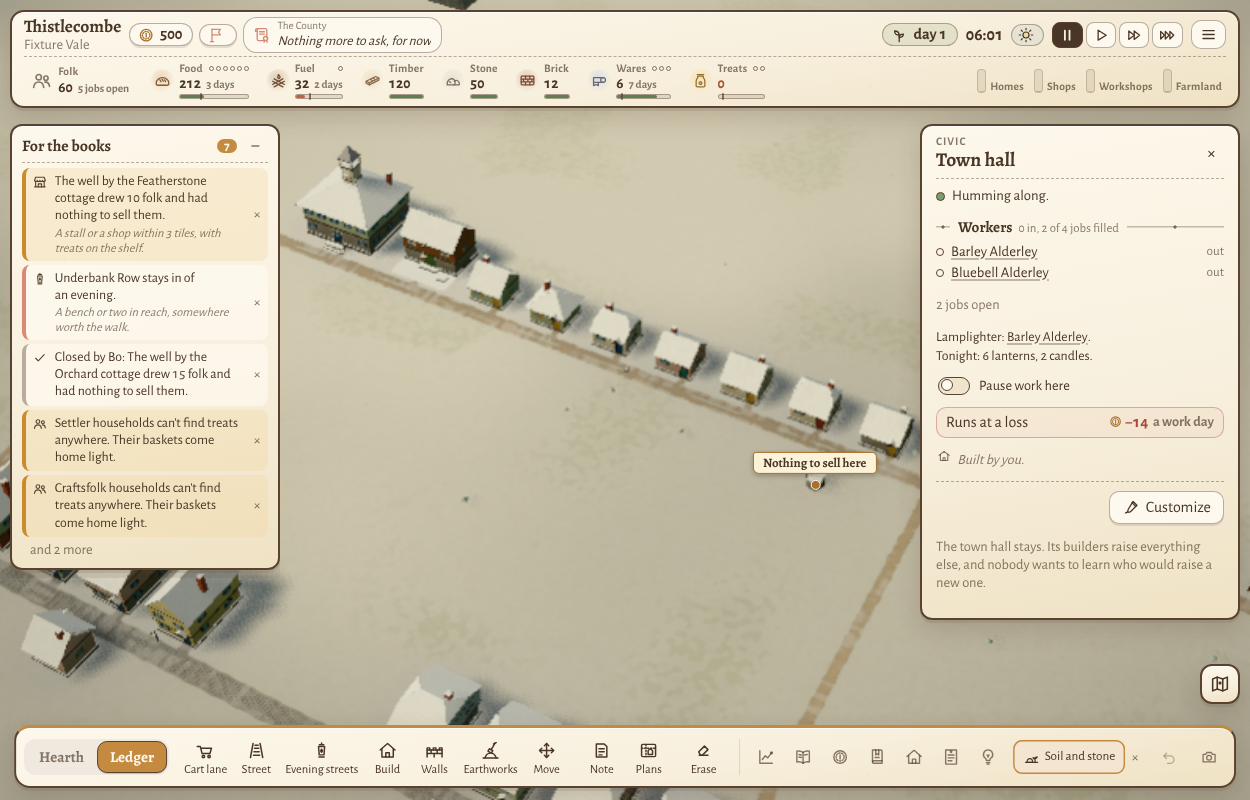 Thistlecombe
Fixture Vale
500
The County
Nothing more to ask, for now
day 1
06:01
Folk
60 5 jobs open
Food
212 3 days
Fuel
32 2 days
Timber
120
Stone
50
Brick
12
Wares
6 7 days
Treats
0
Homes
Shops
Workshops
Farmland
For the books
7
The well by the Featherstone
cottage drew 10 folk and had
nothing to sell them.
A stall or a shop within 3 tiles, with
treats on the shelf.
Underbank Row stays in of
an evening.
A bench or two in reach, somewhere
worth the walk.
Closed by Bo: The well by the
Orchard cottage drew 15 folk and
had nothing to sell them.
Settler households can't find treats
anywhere. Their baskets come
home light.
Craftsfolk households can't find
treats anywhere. Their baskets
come home light.
and 2 more
Nothing to sell here
CIVIC
Town hall
Humming along.
Workers 0 in, 2 of 4 jobs filled
Barley Alderley out
Bluebell Alderley out
2 jobs open
Lamplighter: Barley Alderley.
Tonight: 6 lanterns, 2 candles.
Pause work here
Runs at a loss −14 a work day
Built by you.
Customize
The town hall stays. Its builders raise everything
else, and nobody wants to learn who would raise a
new one.
Hearth
Ledger
Cart lane
Street
Evening streets
Build
Walls
Earthworks
Move
Note
Plans
Erase
Soil and stone